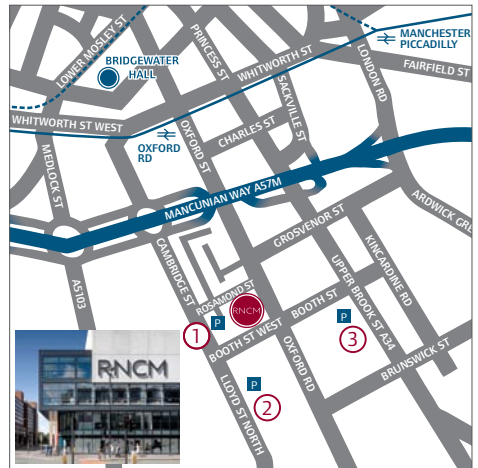 LOWER MOSLEY ST
PRINCESS ST
MANCHESTER
PICCADILLY
BRIDGEWATER
HALL
WHITWORTH ST
LONDON RD
FAIRFIELD ST
SACKVILLE ST
WHITWORTH ST WEST
CHARLES ST
OXFORD
RD
OXFORD ST
MEDLOCK ST
MANCUNIAN WAY A57M
ARDWICK GRE
GROSVENOR ST
CAMBRIDGE ST
KINCARDINE RD
A5103
ROSAMOND ST
RNCM
UPPER BROOK ST A34
BOOTH ST
P
1
P
3
BOOTH ST WEST
OXFORD RD
BRUNSWICK ST
RNCM
P
2
LLOYD ST NORTH